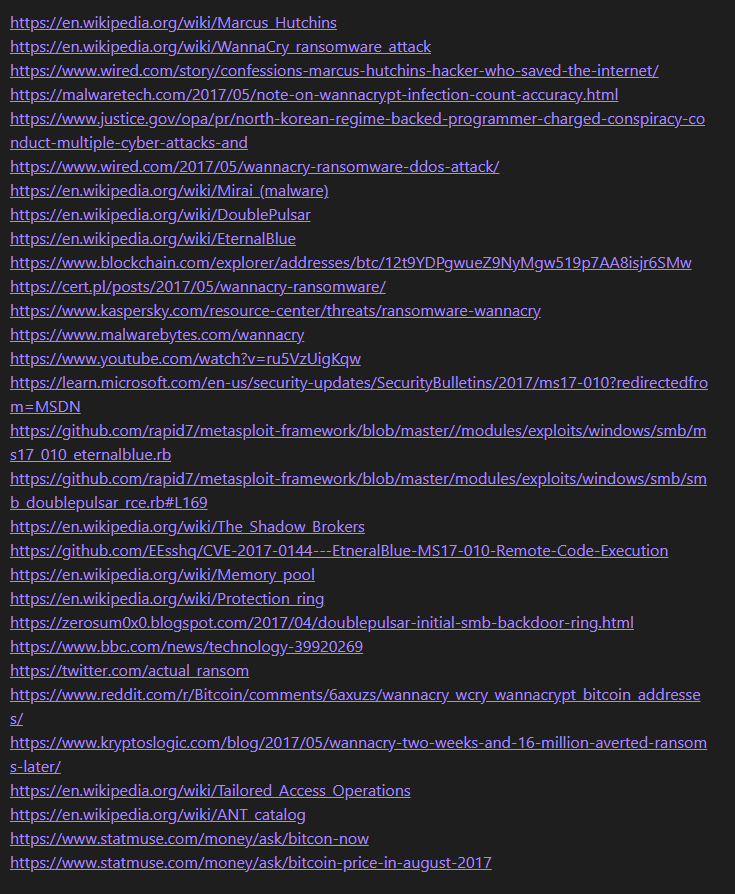 https://en.wikipedia.org/wiki/Marcus_Hutchins
https://en.wikipedia.org/wiki/WannaCry_ransomware_attack
https://www.wired.com/story/confessions-marcus-hutchins-hacker-who-saved-the-internet/
https://malwaretech.com/2017/05/note-on-wannacrypt-infection-count-accuracy.html
https://www.justice.gov/opa/pr/north-korean-regime-backed-programmer-charged-conspiracy-co
nduct-multiple-cyber-attacks-and
https://www.wired.com/2017/05/wannacry-ransomware-ddos-attack/
https://en.wikipedia.org/wiki/Mirai_(malware)
https://en.wikipedia.org/wiki/DoublePulsar
https://en.wikipedia.org/wiki/EternalBlue
https://www.blockchain.com/explorer/addresses/btc/12t9YDPgwueZ9NyMgw519p7AA8isjr6SMw
https://cert.pl/posts/2017/05/wannacry-ransomware/
https://www.kaspersky.com/resource-center/threats/ransomware-wannacry
https://www.malwarebytes.com/wannacry
https://www.youtube.com/watch?v=ru5VzUigKqw
https://learn.microsoft.com/en-us/security-updates/SecurityBulletins/2017/ms17-010?redirectedfro
m=MSDN
https://github.com/rapid7/metasploit-framework/blob/master//modules/exploits/windows/smb/m
s17_010_eternalblue.rb
https://github.com/rapid7/metasploit-framework/blob/master/modules/exploits/windows/smb/sm
b_doublepulsar_rce.rb#L169
https://en.wikipedia.org/wiki/The_Shadow_Brokers
https://github.com/EEsshq/CVE-2017-0144---EtneralBlue-MS17-010-Remote-Code-Execution
https://en.wikipedia.org/wiki/Memory_pool
https://en.wikipedia.org/wiki/Protection_ring
https://zerosum0x0.blogspot.com/2017/04/doublepulsar-initial-smb-backdoor-ring.html
https://www.bbc.com/news/technology-39920269
https://twitter.com/actual_ransom
https://www.reddit.com/r/Bitcoin/comments/6axuzs/wannacry_wcry_wannacrypt_bitcoin_addresse
s/
https://www.kryptoslogic.com/blog/2017/05/wannacry-two-weeks-and-16-million-averted-ransom
s-later/
https://en.wikipedia.org/wiki/Tailored_Access_Operations
https://en.wikipedia.org/wiki/ANT_catalog
https://www.statmuse.com/money/ask/bitcon-now
https://www.statmuse.com/money/ask/bitcoin-price-in-august-2017